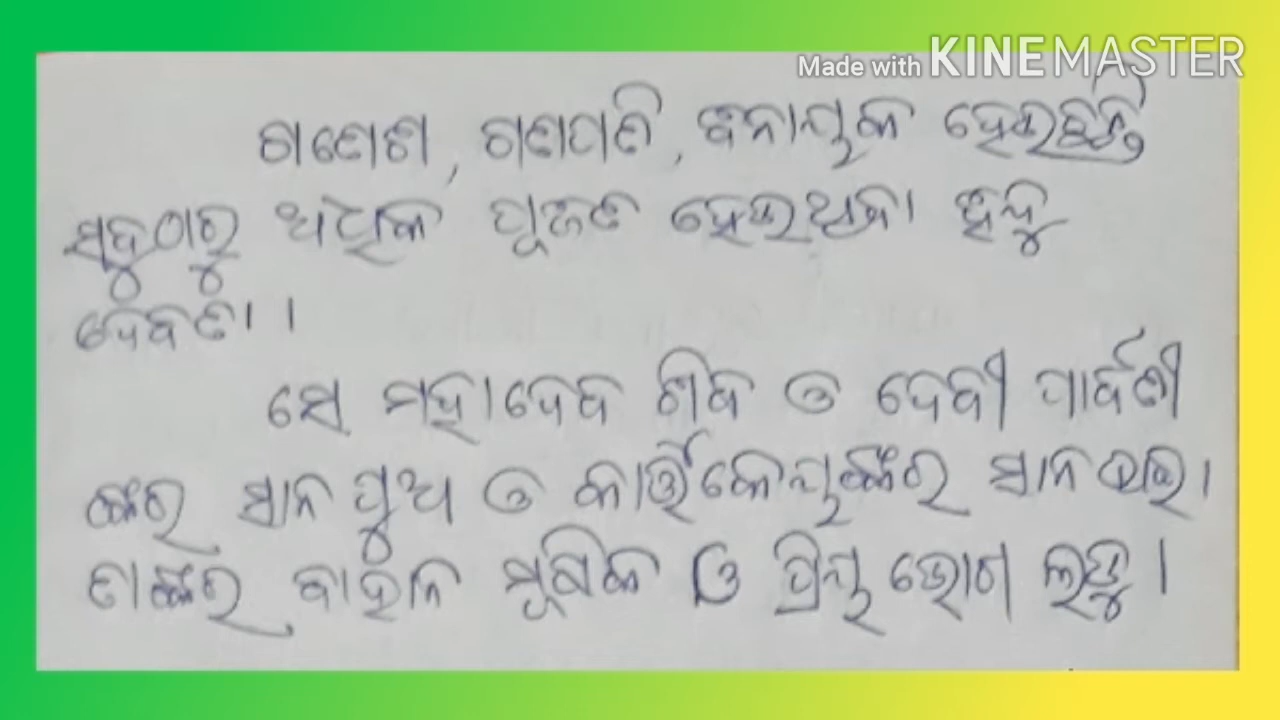 Made with KINEMASTER
ଗଣେଶ, ଗଣପତି, ବିନାୟକ ହେଉଛନ୍ତି
ସବୁଠାରୁ ଅଧିକ ପୂଜିତ ହେଉଥିବା ହିନ୍ଦୁ
ଦେବତା ।
ସେ ମହାଦେବ ଶିବ ଓ ଦେବୀ ପାର୍ବତୀ
ଙ୍କର ସାନ ପୁଅ ଓ କାର୍ତ୍ତିକେୟଙ୍କର ସାନ ଭାଇ ।
ତାଙ୍କର ବାହାନ ମୂଷିକ ଓ ପ୍ରିୟ ଭୋଗ ଲଡୁ ।